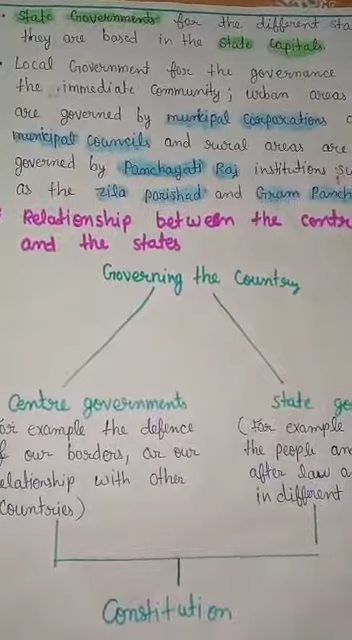 State Governments for the different sta
they are based in the state capitals.
Local Government for the governance
the immediate community; urban areas
are governed by municipal corporations
municipal councils and rural areas are
governed by Panchayati Raj institutions su
as the zila parishad and Gram Panch
Relationship between the centr
and the states
Governing the Country
Centre governments
or example the defence
f our borders, or our
elationship with other
Countries)
State go
(For example
the people an
after law a
in different
Constitution